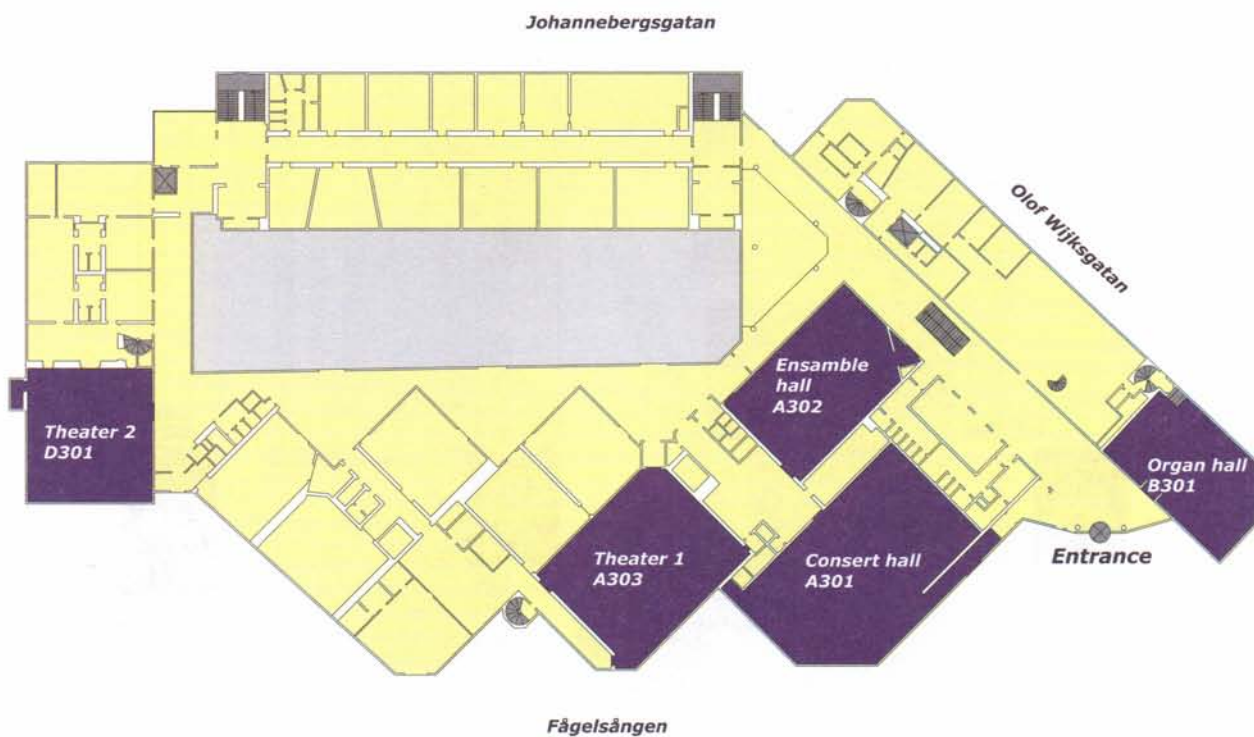 Johannebergsgatan
Olof Wijksgatan
Ensamble
hall
A302
Theater 2
D301
Organ hall
B301
Theater 1
A303
Consert hall
A301
Entrance
Fågelsången